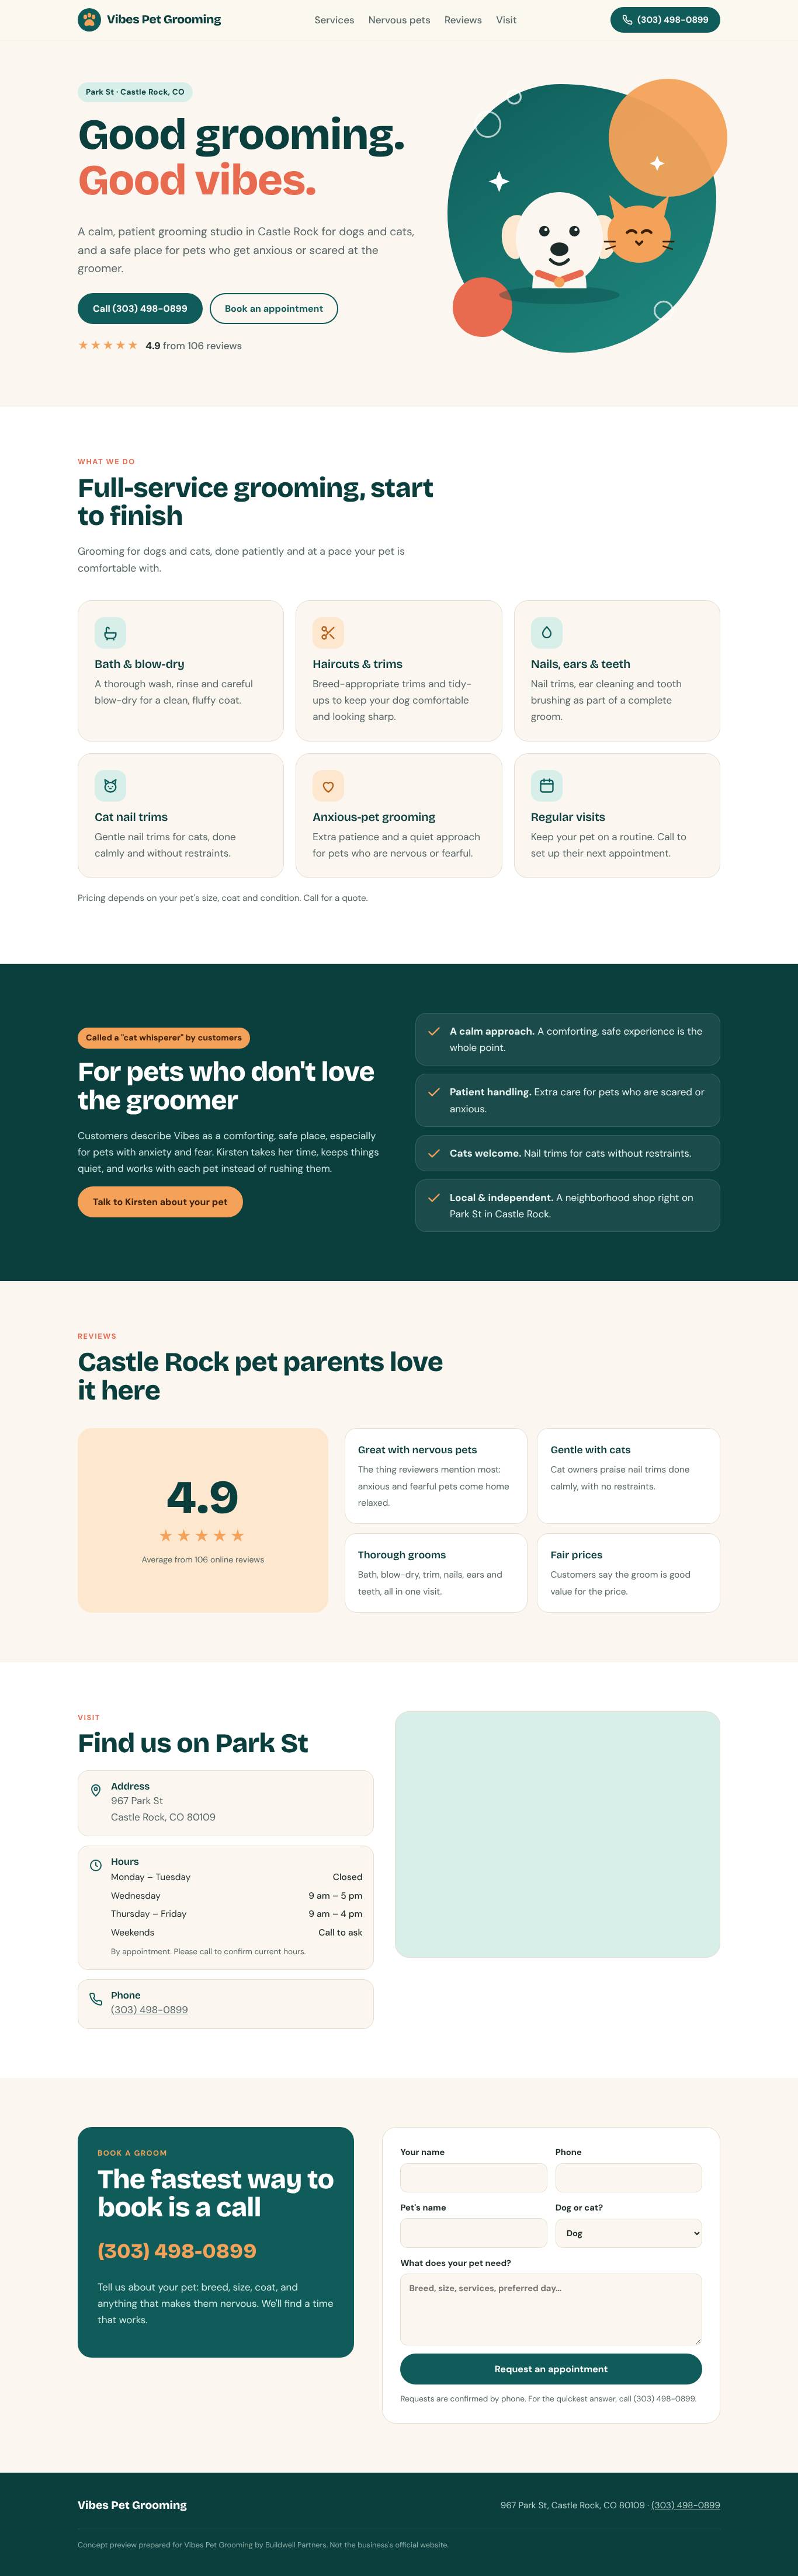 Vibes Pet Grooming
Services
Nervous pets
Reviews
Visit
(303) 498-0899
Park St · Castle Rock, CO
Good grooming.
Good vibes.
A calm, patient grooming studio in Castle Rock for dogs and cats,
and a safe place for pets who get anxious or scared at the
groomer.
Call (303) 498-0899
Book an appointment
★★★★★ 4.9 from 106 reviews
WHAT WE DO
Full-service grooming, start
to finish
Grooming for dogs and cats, done patiently and at a pace your pet is
comfortable with.
Bath & blow-dry
A thorough wash, rinse and careful
blow-dry for a clean, fluffy coat.
Haircuts & trims
Breed-appropriate trims and tidy-
ups to keep your dog comfortable
and looking sharp.
Nails, ears & teeth
Nail trims, ear cleaning and tooth
brushing as part of a complete
groom.
Cat nail trims
Gentle nail trims for cats, done
calmly and without restraints.
Anxious-pet grooming
Extra patience and a quiet approach
for pets who are nervous or fearful.
Regular visits
Keep your pet on a routine. Call to
set up their next appointment.
Pricing depends on your pet's size, coat and condition. Call for a quote.
Called a "cat whisperer" by customers
For pets who don't love
the groomer
Customers describe Vibes as a comforting, safe place, especially
for pets with anxiety and fear. Kirsten takes her time, keeps things
quiet, and works with each pet instead of rushing them.
Talk to Kirsten about your pet
A calm approach. A comforting, safe experience is the
whole point.
Patient handling. Extra care for pets who are scared or
anxious.
Cats welcome. Nail trims for cats without restraints.
Local & independent. A neighborhood shop right on
Park St in Castle Rock.
REVIEWS
Castle Rock pet parents love
it here
4.9
★★★★★
Average from 106 online reviews
Great with nervous pets
The thing reviewers mention most:
anxious and fearful pets come home
relaxed.
Gentle with cats
Cat owners praise nail trims done
calmly, with no restraints.
Thorough grooms
Bath, blow-dry, trim, nails, ears and
teeth, all in one visit.
Fair prices
Customers say the groom is good
value for the price.
VISIT
Find us on Park St
Address
967 Park St
Castle Rock, CO 80109
Hours
Monday – Tuesday Closed
Wednesday 9 am – 5 pm
Thursday – Friday 9 am – 4 pm
Weekends Call to ask
By appointment. Please call to confirm current hours.
Phone
(303) 498-0899
BOOK A GROOM
The fastest way to
book is a call
(303) 498-0899
Tell us about your pet: breed, size, coat, and
anything that makes them nervous. We'll find a time
that works.
Your name
Phone
Pet's name
Dog or cat?
Dog
What does your pet need?
Breed, size, services, preferred day...
Request an appointment
Requests are confirmed by phone. For the quickest answer, call (303) 498-0899.
Vibes Pet Grooming
967 Park St, Castle Rock, CO 80109 · (303) 498-0899
Concept preview prepared for Vibes Pet Grooming by Buildwell Partners. Not the business's official website.